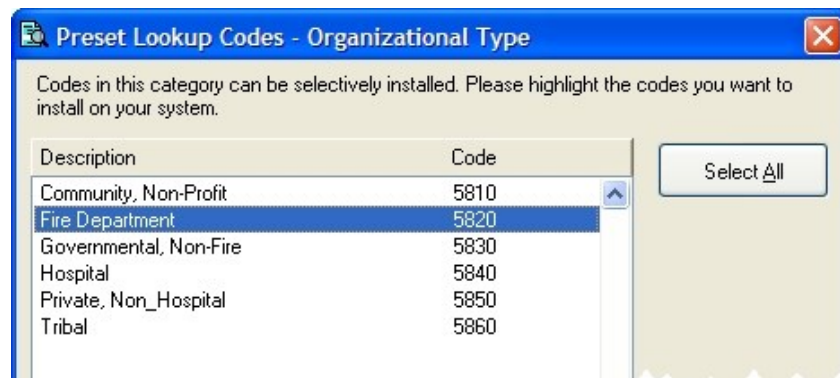 Preset Lookup Codes - Organizational Type
Codes in this category can be selectively installed. Please highlight the codes you want to
install on your system.
Description Code
Select All
Community, Non-Profit 5810
Fire Department 5820
Governmental, Non-Fire 5830
Hospital 5840
Private, Non_Hospital 5850
Tribal 5860